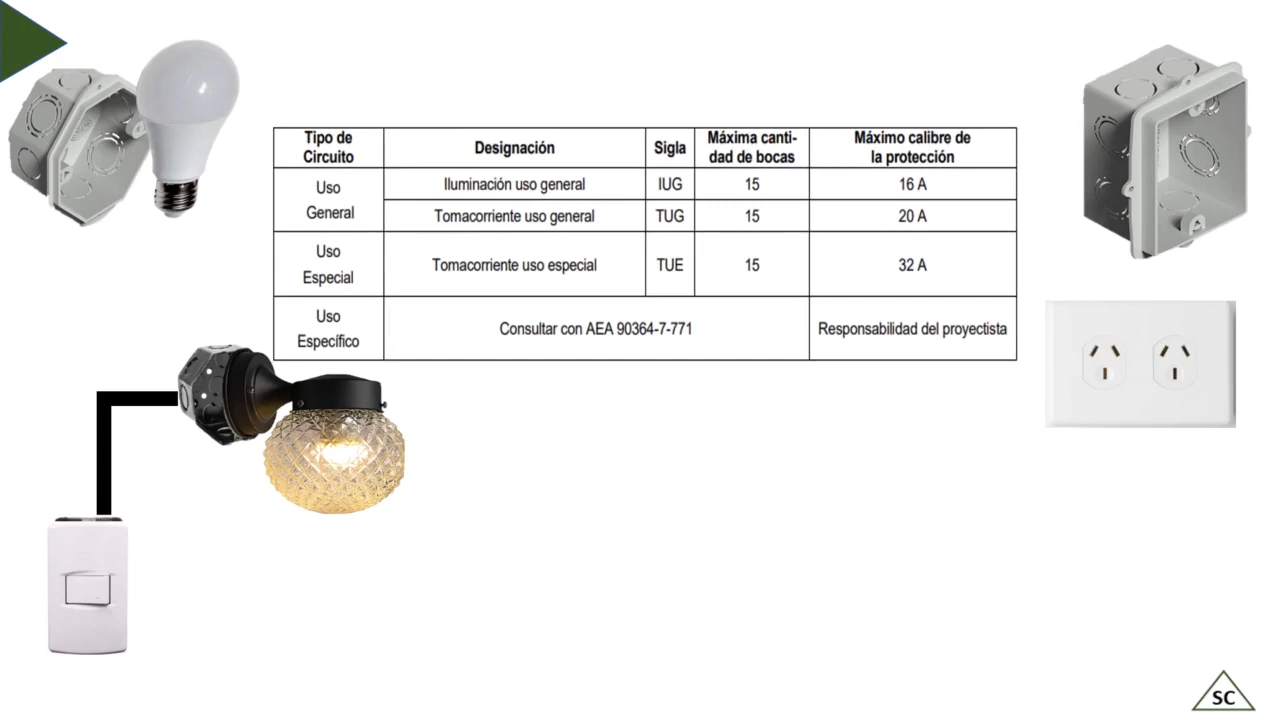 Tipo de
Circuito
Designación
Sigla
Máxima canti-
dad de bocas
Máximo calibre de
la protección
Uso
General
Iluminación uso general
IUG
15
16 A
Tomacorriente uso general
TUG
15
20 A
Uso
Especial
Tomacorriente uso especial
TUE
15
32 A
Uso
Específico
Consultar con AEA 90364-7-771
Responsabilidad del proyectista
SC